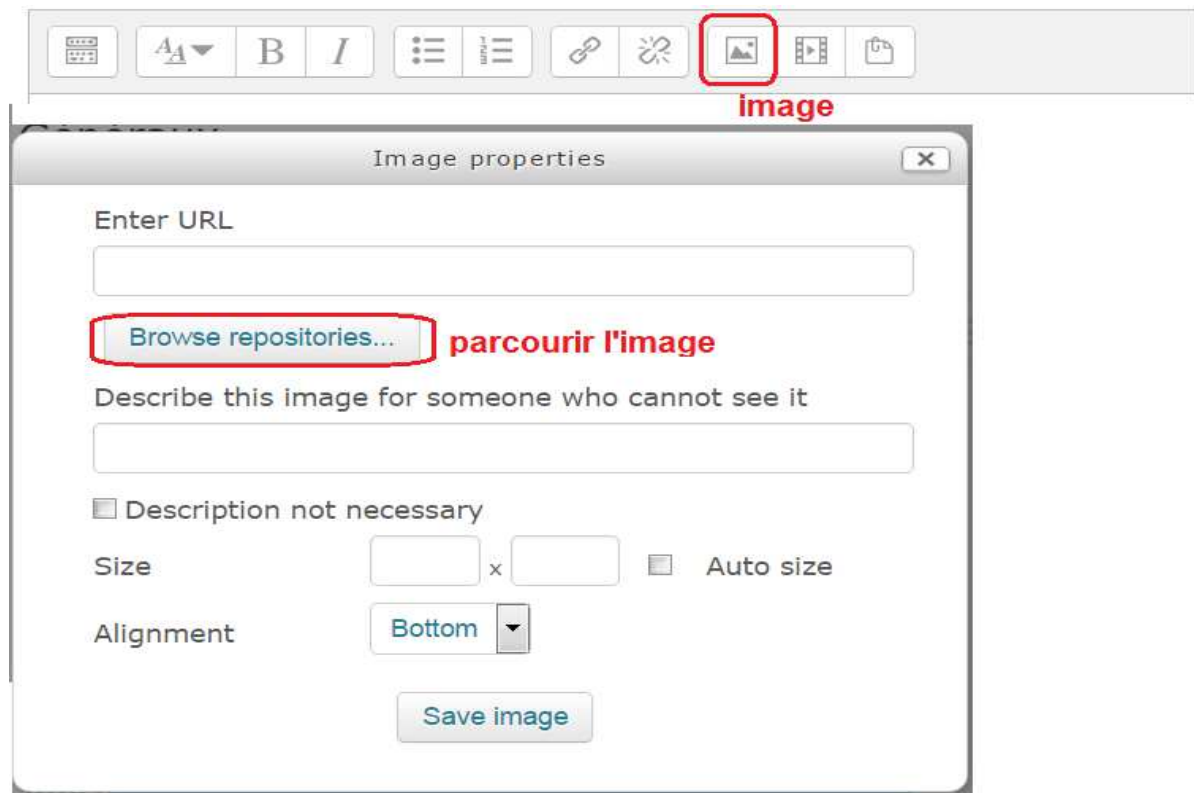 B I
image
Image properties
Enter URL
Browse repositories... parcourir l'image
Describe this image for someone who cannot see it
Description not necessary
Size x Auto size
Alignment Bottom
Save image